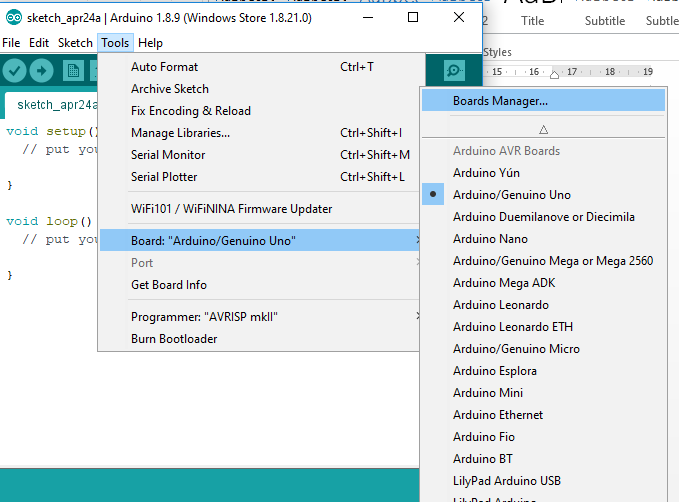 sketch_apr24a | Arduino 1.8.9 (Windows Store 1.8.21.0)
File Edit Sketch Tools Help
sketch_apr24a
void setup()
// put you
}
void loop()
// put you
}
Auto Format Ctrl+T
Archive Sketch
Fix Encoding & Reload
Manage Libraries... Ctrl+Shift+I
Serial Monitor Ctrl+Shift+M
Serial Plotter Ctrl+Shift+L
WiFi101 / WiFiNINA Firmware Updater
Board: "Arduino/Genuino Uno"
Port
Get Board Info
Programmer: "AVRISP mkII"
Burn Bootloader
2 Title Subtitle Subtle
Styles
15 16 17 18 19
Boards Manager...
Arduino AVR Boards
Arduino Yún
Arduino/Genuino Uno
Arduino Duemilanove or Diecimila
Arduino Nano
Arduino/Genuino Mega or Mega 2560
Arduino Mega ADK
Arduino Leonardo
Arduino Leonardo ETH
Arduino/Genuino Micro
Arduino Esplora
Arduino Mini
Arduino Ethernet
Arduino Fio
Arduino BT
LilyPad Arduino USB
LilyPad Arduino